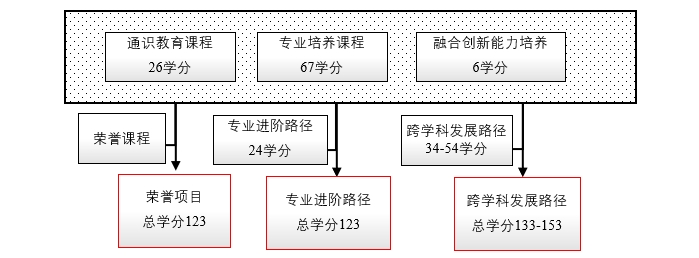 通识教育课程
26学分
专业培养课程
67学分
融合创新能力培养
6学分
荣誉课程
专业进阶路径
24学分
跨学科发展路径
34-54学分
荣誉项目
总学分123
专业进阶路径
总学分123
跨学科发展路径
总学分133-153